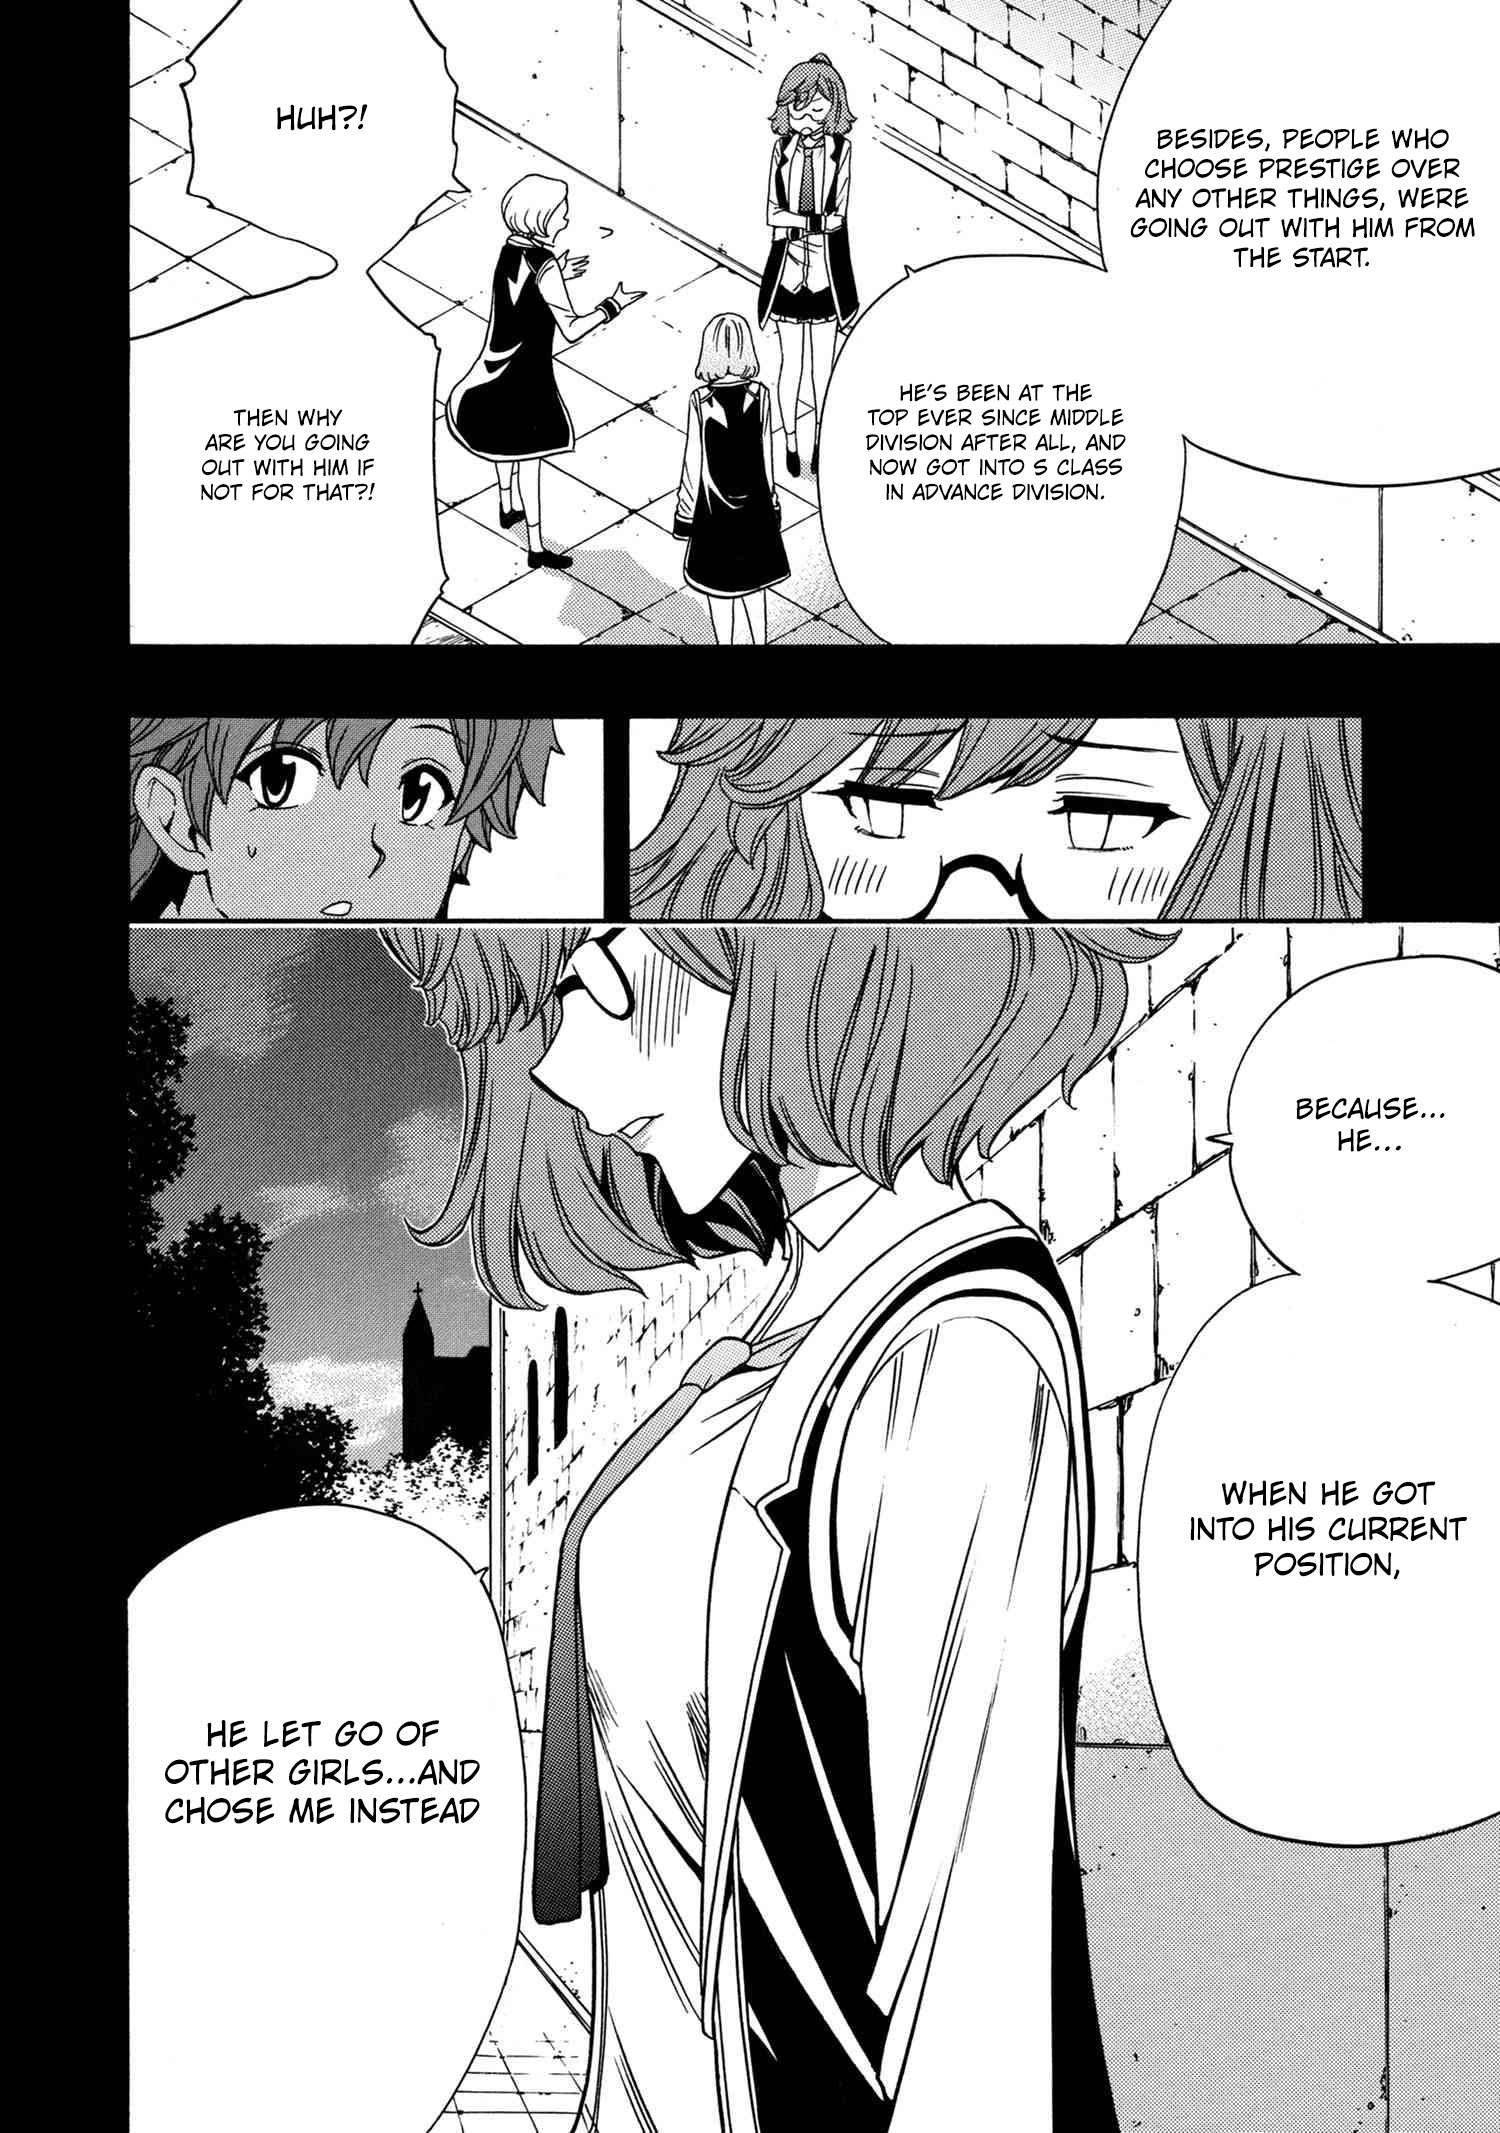 BESIDES, PEOPLE WHO
CHOOSE PRESTIGE OVER
ANY OTHER THINGS, WERE
GOING OUT WITH HIM FROM
THE START.
HE'S BEEN AT THE
TOP EVER SINCE MIDDLE
DIVISION AFTER ALL, AND
NOW GOT INTO S CLASS
IN ADVANCE DIVISION.
HUH?!
THEN WHY
ARE YOU GOING
OUT WITH HIM IF
NOT FOR THAT?!
BECAUSE...
HE...
WHEN HE GOT
INTO HIS CURRENT
POSITION,
HE LET GO OF
OTHER GIRLS...AND
CHOSE ME INSTEAD